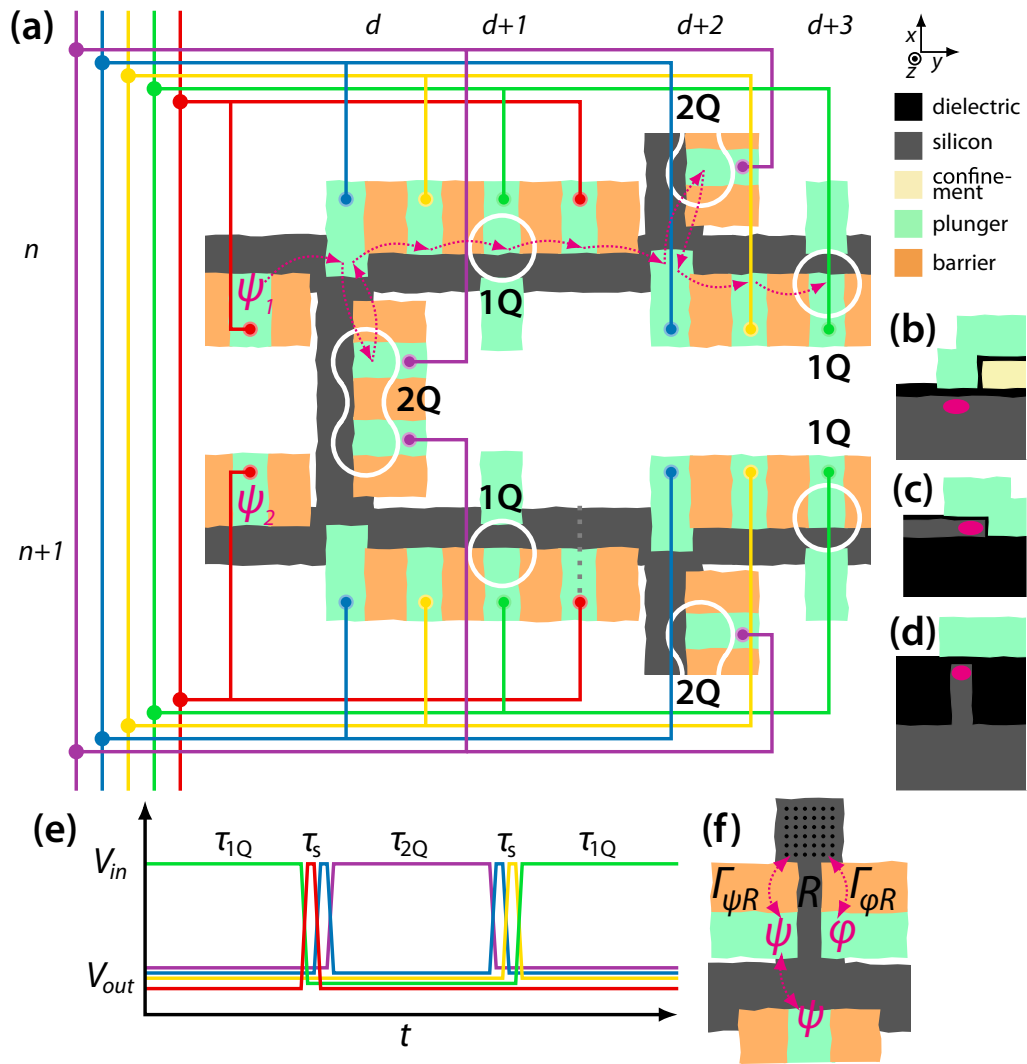 (a)
d
d+1
d+2
d+3
x
y
z
dielectric
silicon
confine-
ment
plunger
barrier
2Q
n
ψ1
1Q
1Q
2Q
1Q
1Q
ψ2
n+1
2Q
(b)
(c)
(d)
(e)
τ1Q
τs
τ2Q
τs
τ1Q
Vin
Vout
t
(f)
ΓψR
R
ΓφR
ψ
φ
ψ